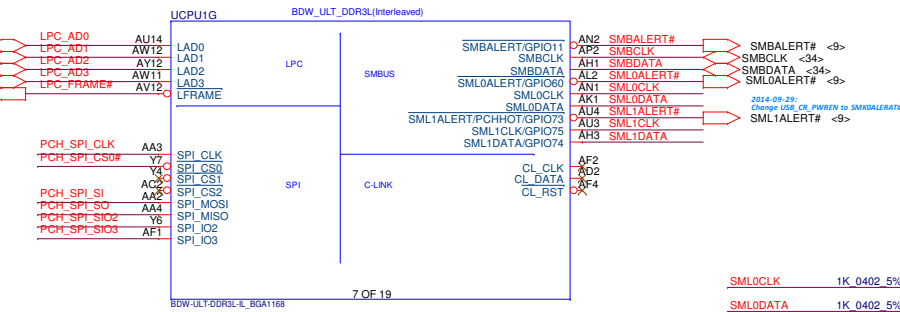 UCPU1G
BDW_ULT_DDR3L(Interleaved)
LPC_AD0 AU14 LAD0
LPC_AD1 AW12 LAD1
LPC_AD2 AY12 LAD2
LPC_AD3 AW11 LAD3
LPC_FRAME# AV12 LFRAME
LPC
SMBUS
SMBALERT/GPIO11 AN2 SMBALERT# SMBALERT# <9>
SMBCLK AP2 SMBCLK SMBCLK <34>
SMBDATA AH1 SMBDATA SMBDATA <34>
SML0ALERT/GPIO60 AL2 SML0ALERT# SML0ALERT# <9>
SML0CLK AN1 SML0CLK
SML0DATA AK1 SML0DATA
SML1ALERT/PCHHOT/GPIO73 AU4 SML1ALERT# SML1ALERT# <9>
SML1CLK/GPIO75 AU3 SML1CLK
SML1DATA/GPIO74 AH3 SML1DATA
2014-09-29:
Change USB_CR_PWREN to SMK0ALERAT#
PCH_SPI_CLK AA3 SPI_CLK
PCH_SPI_CS0# Y7 SPI_CS0
Y4 SPI_CS1
AC2 SPI_CS2
PCH_SPI_SI AA2 SPI_MOSI
PCH_SPI_SO AA4 SPI_MISO
PCH_SPI_SIO2 Y6 SPI_IO2
PCH_SPI_SIO3 AF1 SPI_IO3
SPI
C-LINK
CL_CLK AF2
CL_DATA AD2
CL_RST AF4
7 OF 19
BDW-ULT-DDR3L-IL_BGA1168
SML0CLK 1K_0402_5%
SML0DATA 1K_0402_5%